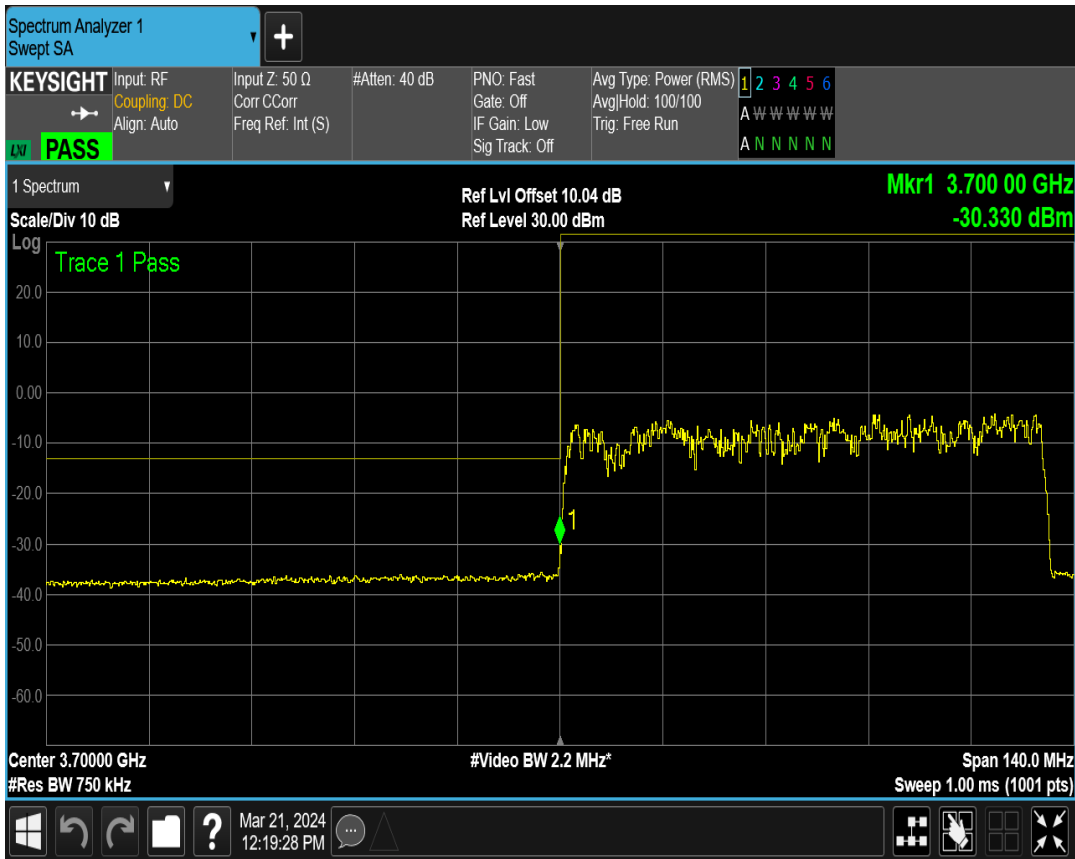 Spectrum Analyzer 1
Swept SA
+
KEYSIGHT
LXI PASS
Input: RF
Coupling: DC
Align: Auto
Input Z: 50 Ω
Corr CCorr
Freq Ref: Int (S)
#Atten: 40 dB
PNO: Fast
Gate: Off
IF Gain: Low
Sig Track: Off
Avg Type: Power (RMS)
Avg|Hold: 100/100
Trig: Free Run
1 2 3 4 5 6
A W W W W W
A N N N N N
1 Spectrum
Scale/Div 10 dB
Ref Lvl Offset 10.04 dB
Ref Level 30.00 dBm
Mkr1 3.700 00 GHz
-30.330 dBm
Log
Trace 1 Pass
20.0
10.0
0.00
-10.0
-20.0
1
-30.0
-40.0
-50.0
-60.0
Center 3.70000 GHz
#Video BW 2.2 MHz*
Span 140.0 MHz
#Res BW 750 kHz
Sweep 1.00 ms (1001 pts)
?
Mar 21, 2024
12:19:28 PM